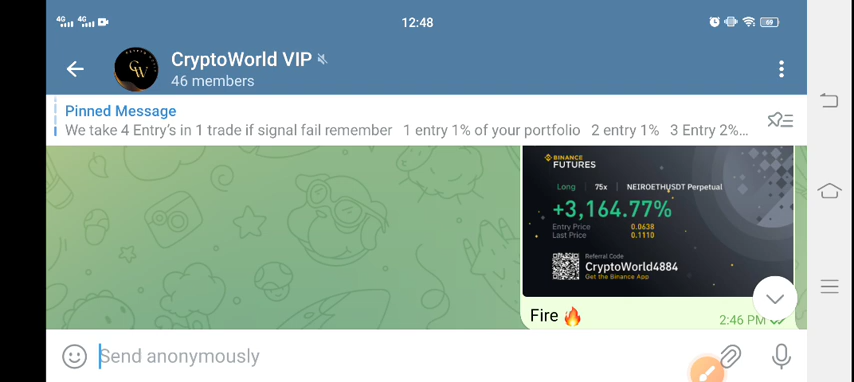 4G 4G 12:48 69
CryptoWorld VIP
46 members
Pinned Message
We take 4 Entry's in 1 trade if signal fail remember 1 entry 1% of your portfolio 2 entry 1% 3 Entry 2%...
BINANCE
FUTURES
Long 75x NEIROETHUSDT Perpetual
+3,164.77%
Entry Price 0.0638
Last Price 0.1110
Referral Code
CryptoWorld4884
Get the Binance App
Fire 🔥
2:46 PM
Send anonymously